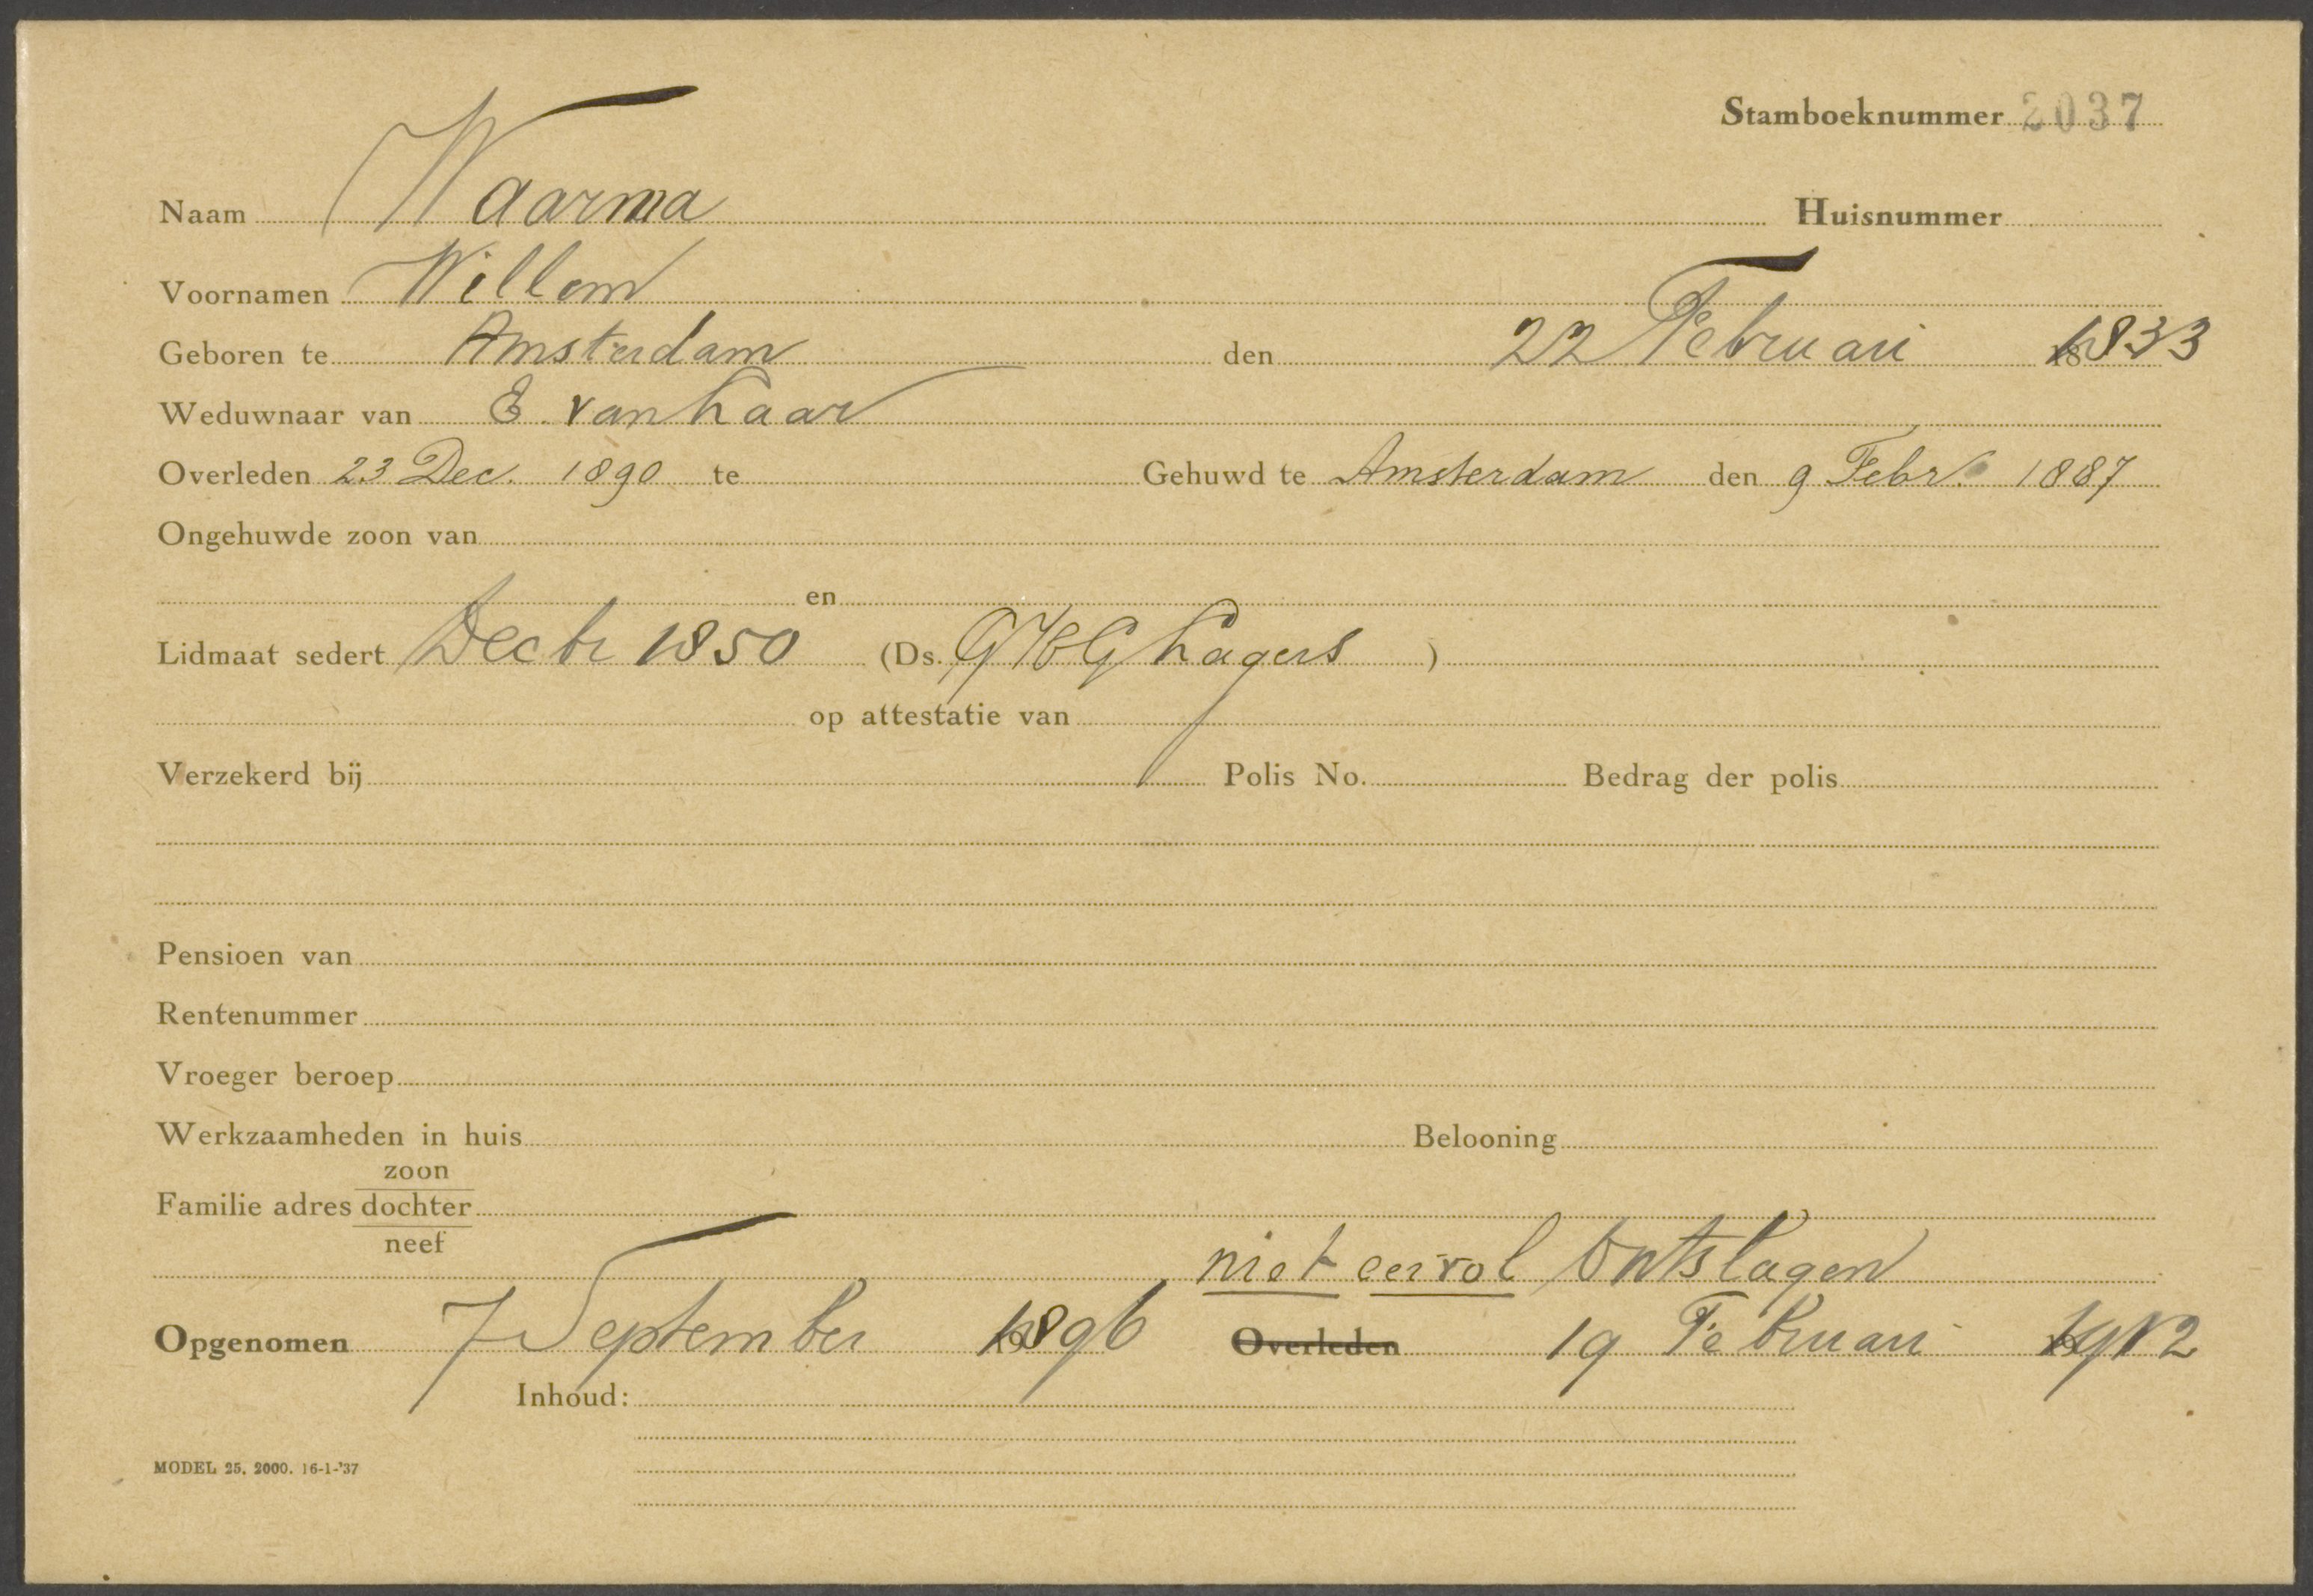 Stamboeknummer 2037
Naam Waarma Huisnummer
Voornamen Willem
Geboren te Amsterdam den 22 Februari 1833
Weduwnaar van E. van Laar
Overleden 23 Dec. 1890 te Gehuwd te Amsterdam den 9 Febr. 1887
Ongehuwde zoon van
en
Lidmaat sedert Decbr 1850 (Ds. Lagers )
op attestatie van
Verzekerd bij Polis No. Bedrag der polis
Pensioen van
Rentenummer
Vroeger beroep
Werkzaamheden in huis Belooning
zoon
Familie adres dochter
neef
niet eervol Ontslagen
Opgenomen 7 September 1896 Overleden 19 Februari 1912
Inhoud:
MODEL 25. 2000. 16-1-'37